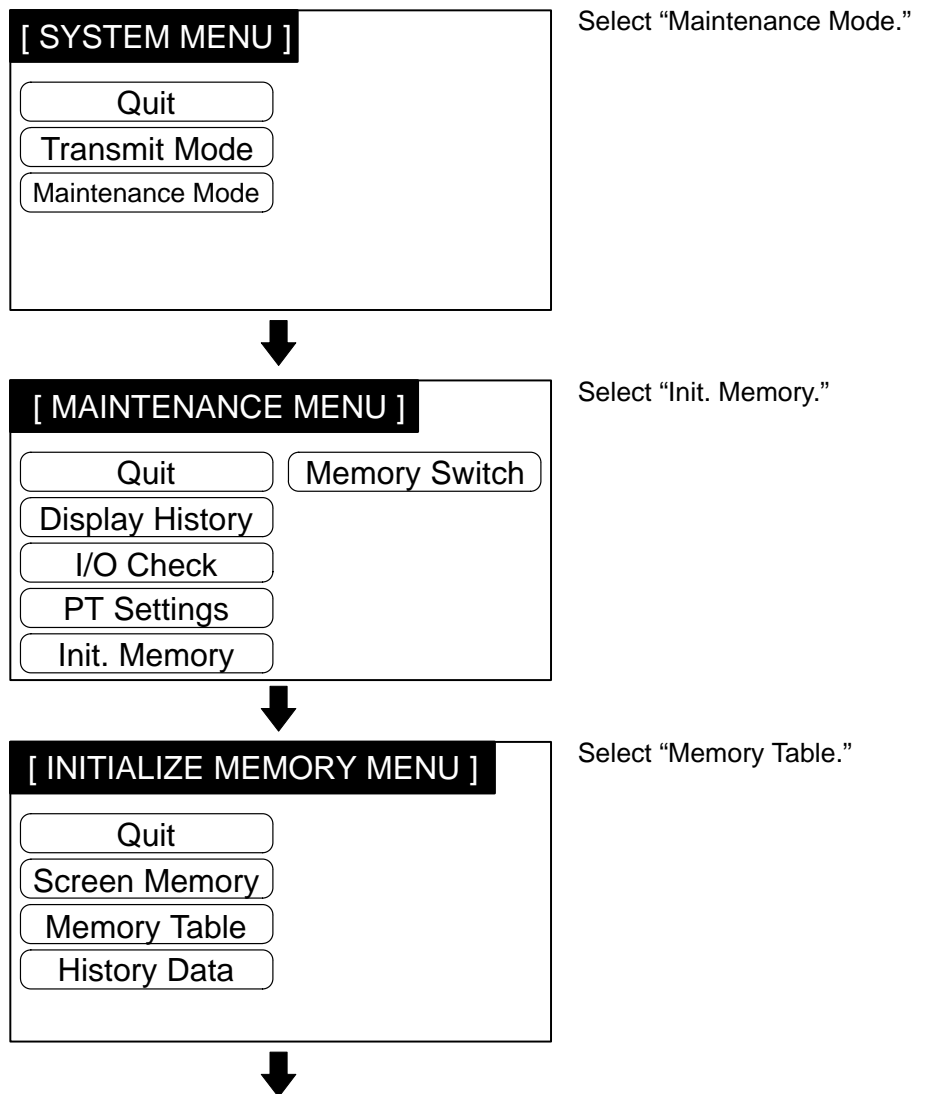 [ SYSTEM MENU ]
Select “Maintenance Mode.”
Quit
Transmit Mode
Maintenance Mode
[ MAINTENANCE MENU ]
Select “Init. Memory.”
Quit
Memory Switch
Display History
I/O Check
PT Settings
Init. Memory
[ INITIALIZE MEMORY MENU ]
Select “Memory Table.”
Quit
Screen Memory
Memory Table
History Data